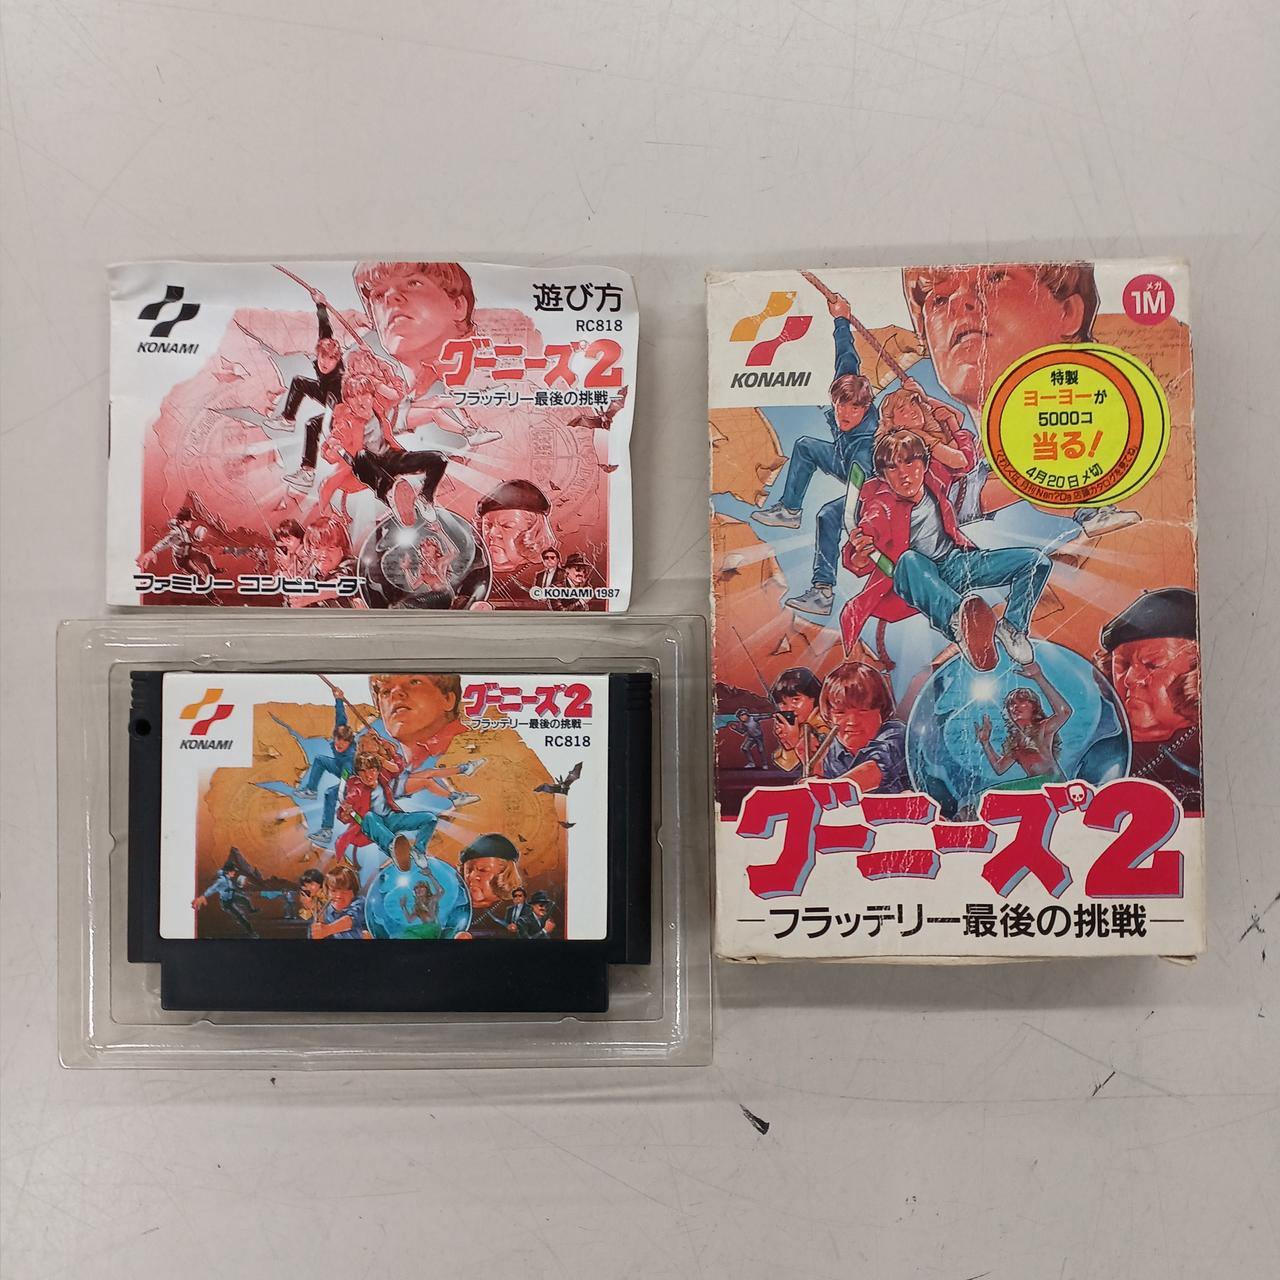 KONAMI
遊び方
RC818
グーニーズ2
―フラッテリー最後の挑戦―
ファミリー コンピュータ
© KONAMI 1987
KONAMI
グーニーズ2
―フラッテリー最後の挑戦―
RC818
KONAMI
メガ
1M
特製
ヨーヨーが
5000コ
当る!
4月20日〆切
グーニーズ2
―フラッテリー最後の挑戦―